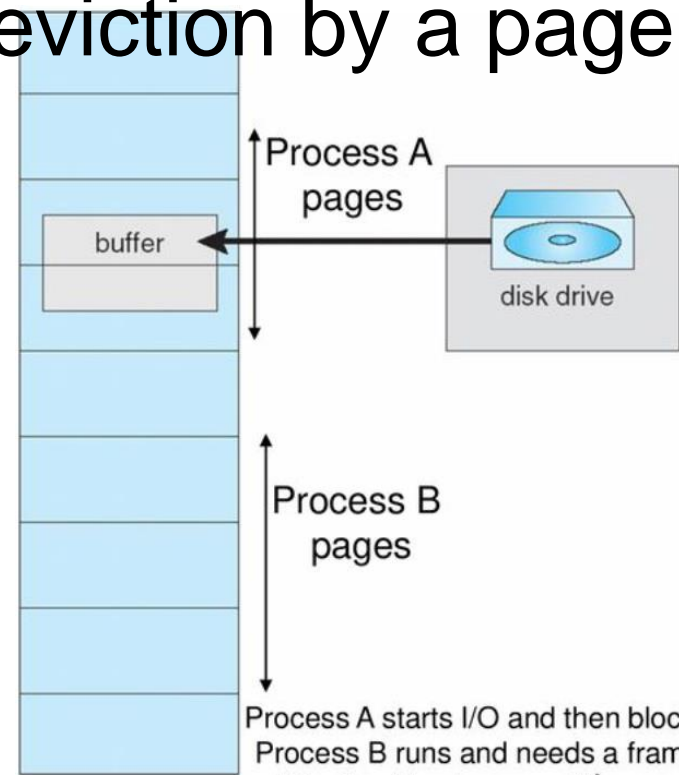 eviction by a page
Process A
pages
buffer
disk drive
Process B
pages
Process A starts I/O and then bloc
Process B runs and needs a fram